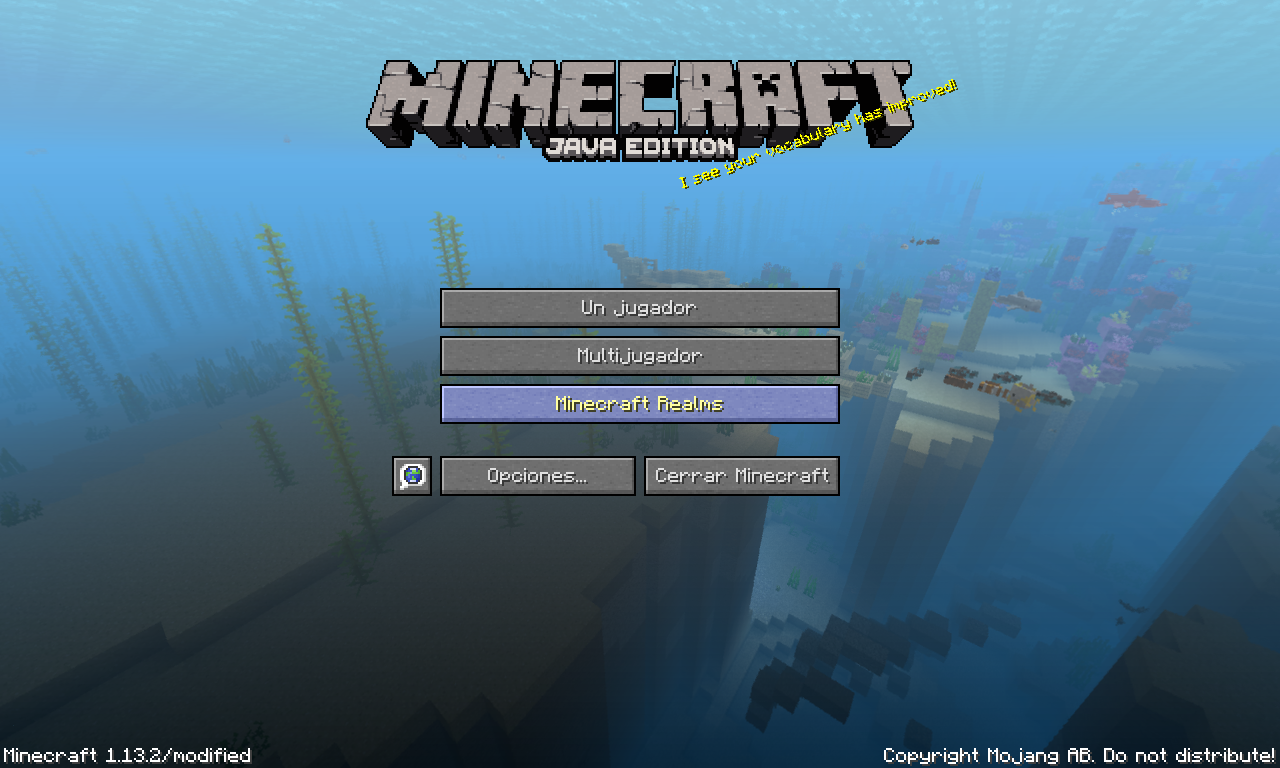 MINECRAFT
JAVA EDITION
I see your vocabulary has improved!
Un jugador
Multijugador
Minecraft Realms
Opciones...
Cerrar Minecraft
Minecraft 1.13.2/modified
Copyright Mojang AB. Do not distribute!